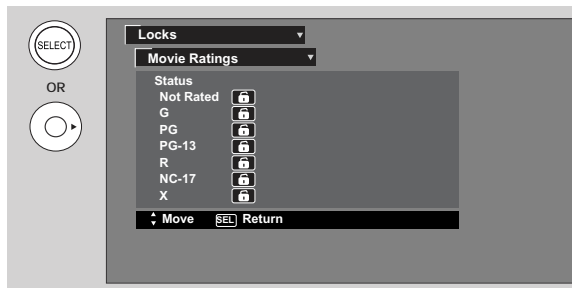 SELECT
OR
Locks
Movie Ratings
Status
Not Rated
G
PG
PG-13
R
NC-17
X
Move SEL Return